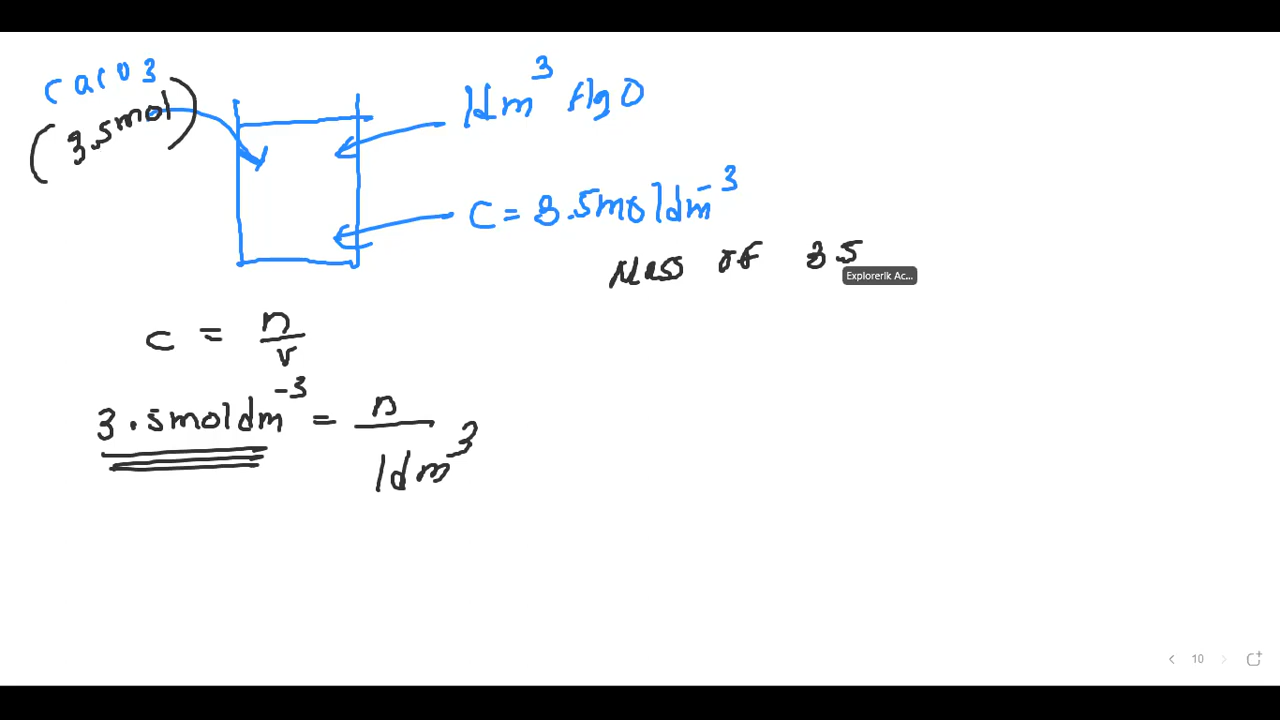 CaCO3
(3.5mol)
1dm³ H₂O
C = 3.5moldm⁻³
Mass of 3.5
Explorerik Ac...
c = n/v
3.5moldm⁻³ = n/1dm³
10